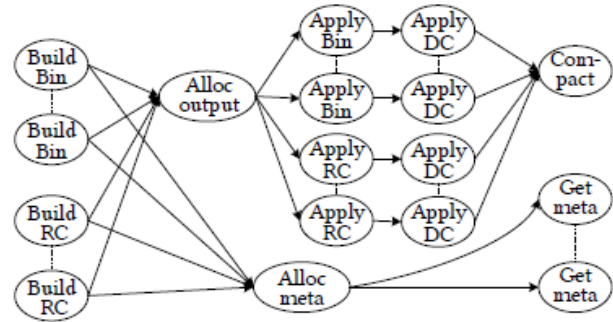 Build
Bin
Build
Bin
Build
RC
Build
RC
Alloc
output
Alloc
meta
Apply
Bin
Apply
Bin
Apply
RC
Apply
RC
Apply
DC
Apply
DC
Apply
DC
Apply
DC
Com-
pact
Get
meta
Get
meta